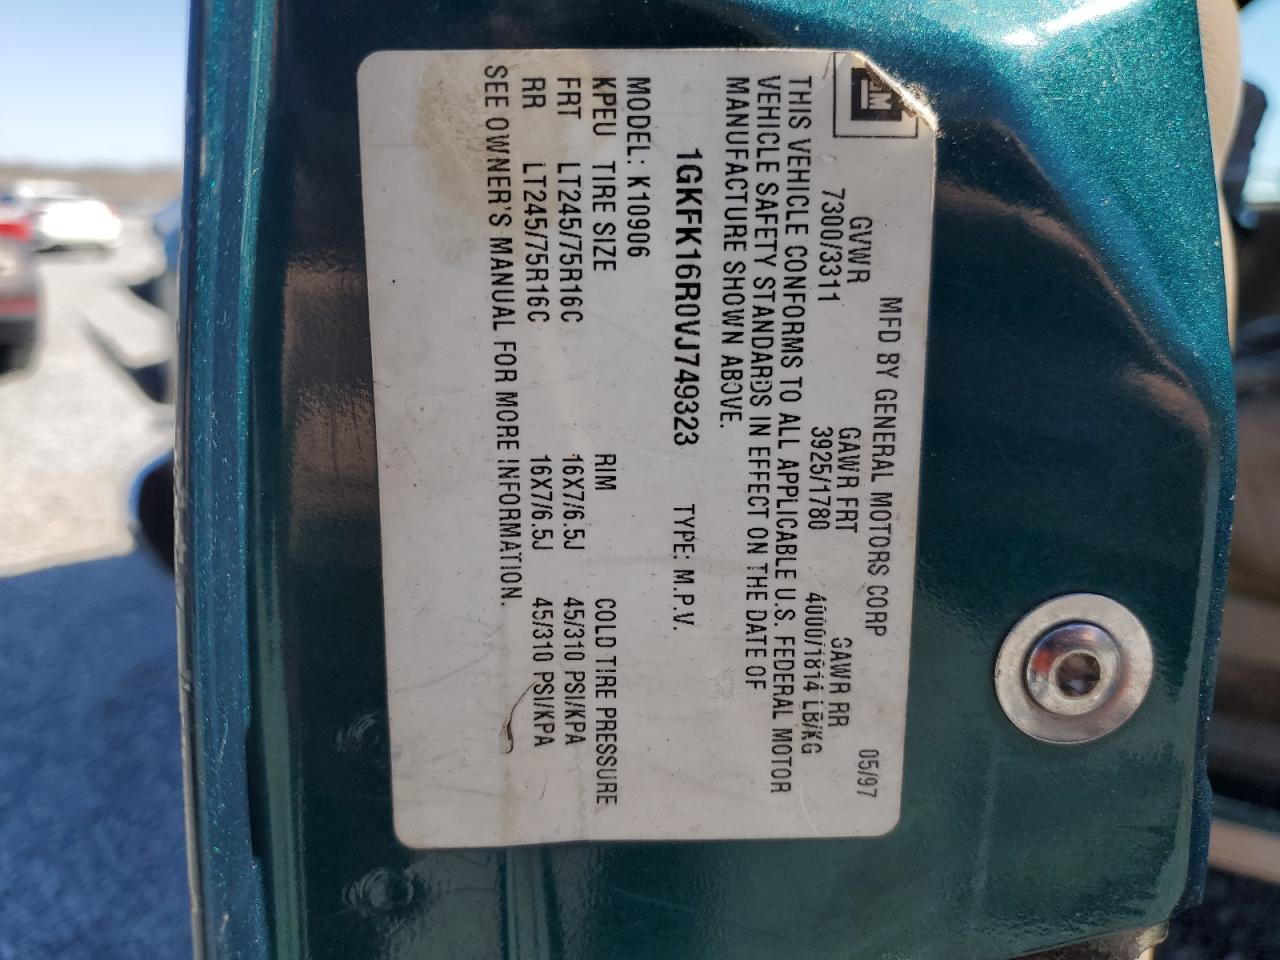 GM
MFD BY GENERAL MOTORS CORP 05/97
GVWR GAWR FRT GAWR RR
7300/3311 3925/1780 4000/1814 LB/KG
THIS VEHICLE CONFORMS TO ALL APPLICABLE U.S. FEDERAL MOTOR
VEHICLE SAFETY STANDARDS IN EFFECT ON THE DATE OF
MANUFACTURE SHOWN ABOVE.
1GKFK16R0VJ749323 TYPE: M.P.V.
MODEL: K10906
KPEU TIRE SIZE RIM COLD TIRE PRESSURE
FRT LT245/75R16C 16X7/6.5J 45/310 PSI/KPA
RR LT245/75R16C 16X7/6.5J 45/310 PSI/KPA
SEE OWNER'S MANUAL FOR MORE INFORMATION.